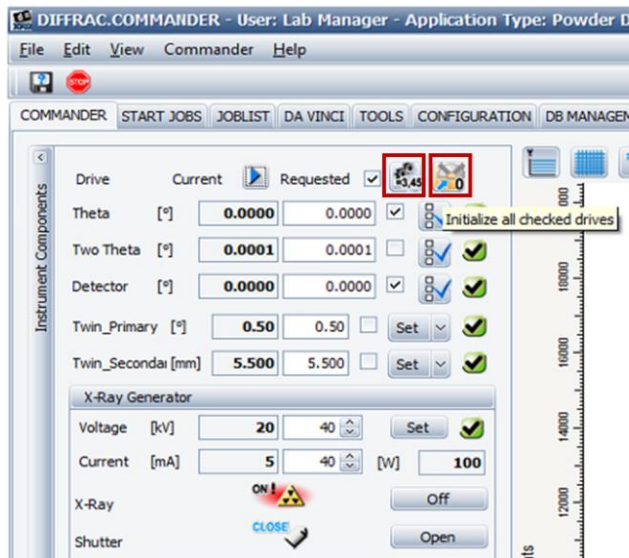 DIFFRAC.COMMANDER - User: Lab Manager - Application Type: Powder D
File Edit View Commander Help
STOP
COMMANDER START JOBS JOBLIST DA VINCI TOOLS CONFIGURATION DB MANAGEM
Drive Current Requested 3,45 0
Theta [°] 0.0000 0.0000
Initialize all checked drives
Two Theta [°] 0.0001 0.0001
Detector [°] 0.0000 0.0000
Twin_Primary [°] 0.50 0.50 Set
Twin_Secondar [mm] 5.500 5.500 Set
X-Ray Generator
Voltage [kV] 20 40 Set
Current [mA] 5 40 [W] 100
X-Ray ON! Off
Shutter CLOSE Open
Instrument Components
18000
16000
14000
12000